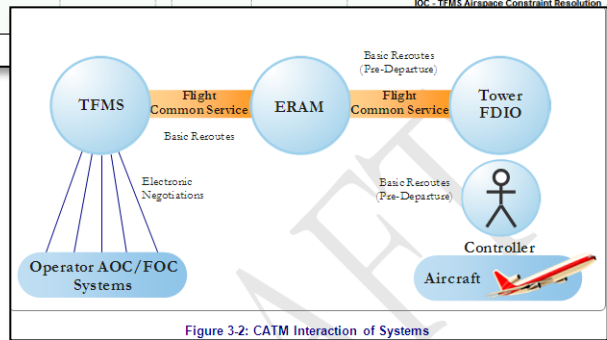 IOC - TFMS Airspace Constraint Resolution
Basic Reroutes
(Pre-Departure)
TFMS
Flight
Common Service
ERAM
Flight
Common Service
Tower
FDIO
Basic Reroutes
Electronic
Negotiations
Basic Reroutes
(Pre-Departure)
Controller
Operator AOC/FOC
Systems
Aircraft
DRAFT
Figure 3-2: CATM Interaction of Systems